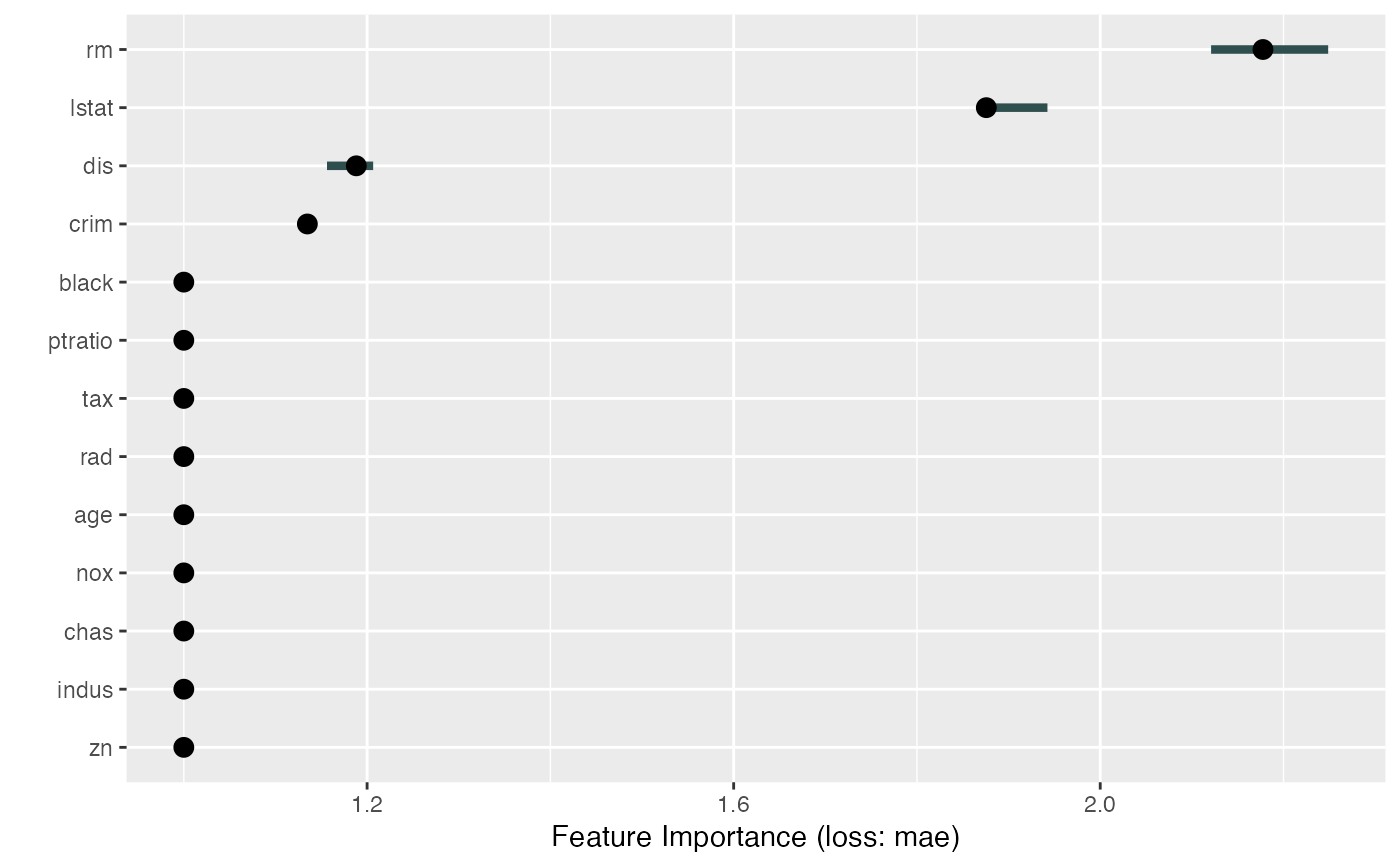 rm
lstat
dis
crim
black
ptratio
tax
rad
age
nox
chas
indus
zn
1.2 1.6 2.0
Feature Importance (loss: mae)